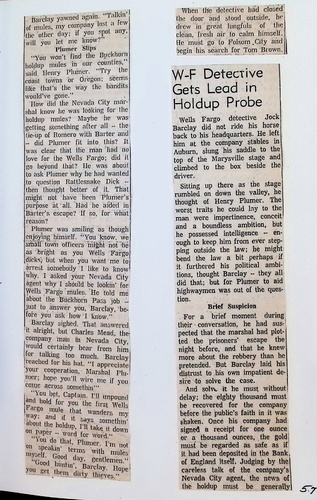 Barclay yawned again. "Talkin'
of mules, my company lost a few
the other day; if you spot any,
will you let me know?"
Plumer Slips
"You won't find the Buckhorn
holdup mules in our counties,"
said Henry Plumer. "Try the
coast towns or Oregon; seems
like that's the way the bandits
would've gone."
How did the Nevada City mar-
shal know he was looking for the
holdup mules? Maybe he was
getting something after all — the
tie-up of Romero with Barter —
did Plumer fit into this? It
was clear that the man had no
love for the Wells Fargo; did it
go beyond that? He was about
to ask Plumer why he had wanted
to question Rattlesnake Dick —
then thought better of it. That
might not have been Plumer's
purpose at all. Had he aided in
Barter's escape? If so, for what
reason?
Plumer was smiling as though
enjoying himself. "You know, we
small town officers might not be
as bright as you Wells Fargo
dicks, but when you want me to
arrest somebody I like to know
why. I asked your Nevada City
agent why I should be lookin' for
Wells Fargo mules. He told me
about the Buckhorn Pass job —
just to answer you, Barclay, be-
fore you ask how I know."
Barclay sighed. That answered
it alright, but Charles Mead, the
company man in Nevada City,
would certainly hear from him
for talking too much. Barclay
reached for his hat. "I appreciate
your cooperation, Marshal Plu-
mer; hope you'll wire me if you
come across somethin'"
"You bet, Captain. I'll impound
and hold for you the first Wells
Fargo mule that wanders my
way; and if it says somethin'
about the holdup, I'll take it down
on paper — word for word."
"You do that, Plumer. I'm not
on speakin' terms with mules
myself. Good day, gentlemen."
"Good huntin', Barclay. Hope
you get them dirty thieves."
When the detective had closed
the door and stood outside, he
drew in great lungfuls of the
clean, fresh air to calm himself.
He must go to Folsom City and
begin his search for Tom Brown.
W-F Detective
Gets Lead in
Holdup Probe
Wells Fargo detective Jock
Barclay did not ride his horse
back to his headquarters. He left
him at the company stables in
Auburn, slung his saddle to the
top of the Marysville stage and
climbed to the box beside the
driver.
Sitting up there as the stage
rumbled on down the valley, he
thought of Henry Plumer. The
worst traits he could lay to the
man were impertinence, conceit
and a boundless ambition, but
he possessed intelligence — en-
ough to keep him from ever step-
ping outside the law; he might
bend the law a bit perhaps if
it furthered his political ambi-
tions, thought Barclay — they all
did that; but for Plumer to aid
highwaymen was out of the ques-
tion.
Brief Suspicion
For a brief moment during
their conversation, he had sus-
pected that the marshal had plot-
ted the prisoners' escape the
night before, and that he knew
more about the robbery than he
pretended. But Barclay laid his
distrust to his own impatient de-
sire to solve the case.
And solve it he must without
delay; the eighty thousand must
be recovered for the company
before the public's faith in it was
shaken. Once his company had
signed a receipt for one ounce
or a thousand ounces, the gold
must be regarded as safe as if
it had been deposited in the Bank
of England itself. Judging by the
careless talk of the company's
Nevada City agent, the news of
the holdup must be generally
57